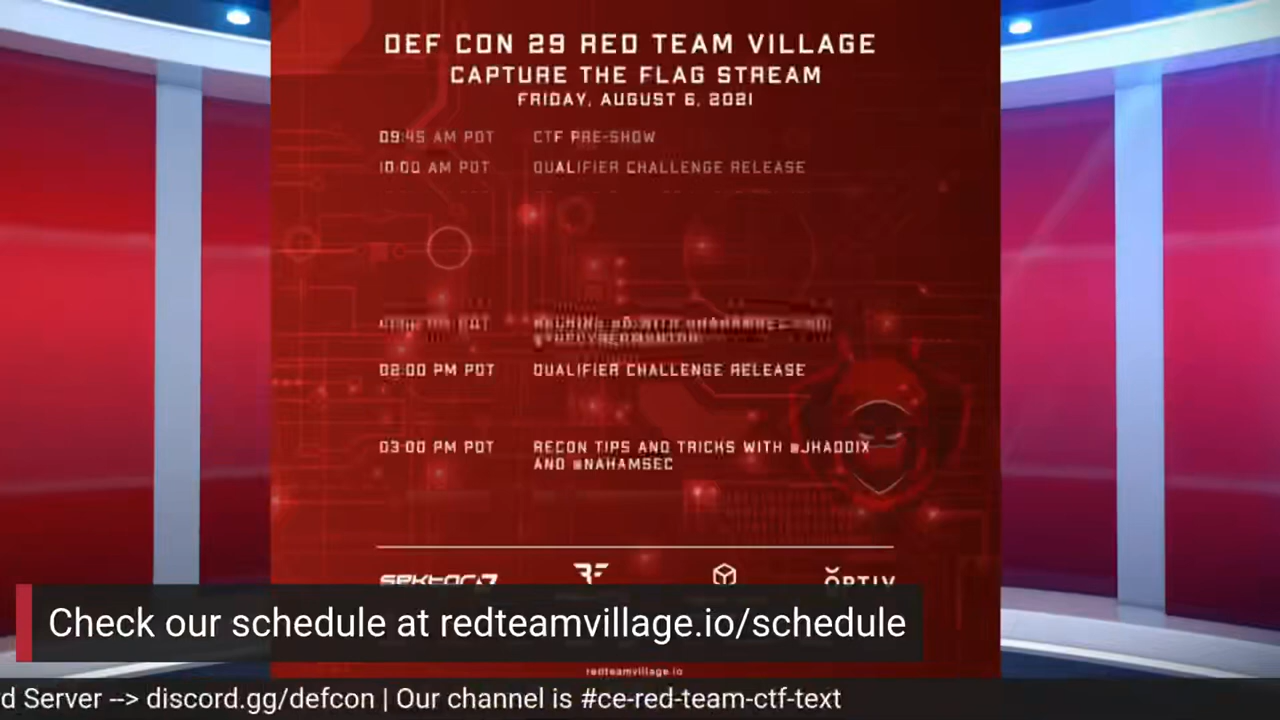 DEF CON 29 RED TEAM VILLAGE
CAPTURE THE FLAG STREAM
FRIDAY, AUGUST 6, 2021
09:45 AM PDT CTF PRE-SHOW
10:00 AM PDT QUALIFIER CHALLENGE RELEASE
02:00 PM PDT QUALIFIER CHALLENGE RELEASE
03:00 PM PDT RECON TIPS AND TRICKS WITH @JHADDIX
AND @NAHAMSEC
SEKTOR7 OPTIV
Check our schedule at redteamvillage.io/schedule
redteamvillage.io
d Server --> discord.gg/defcon | Our channel is #ce-red-team-ctf-text